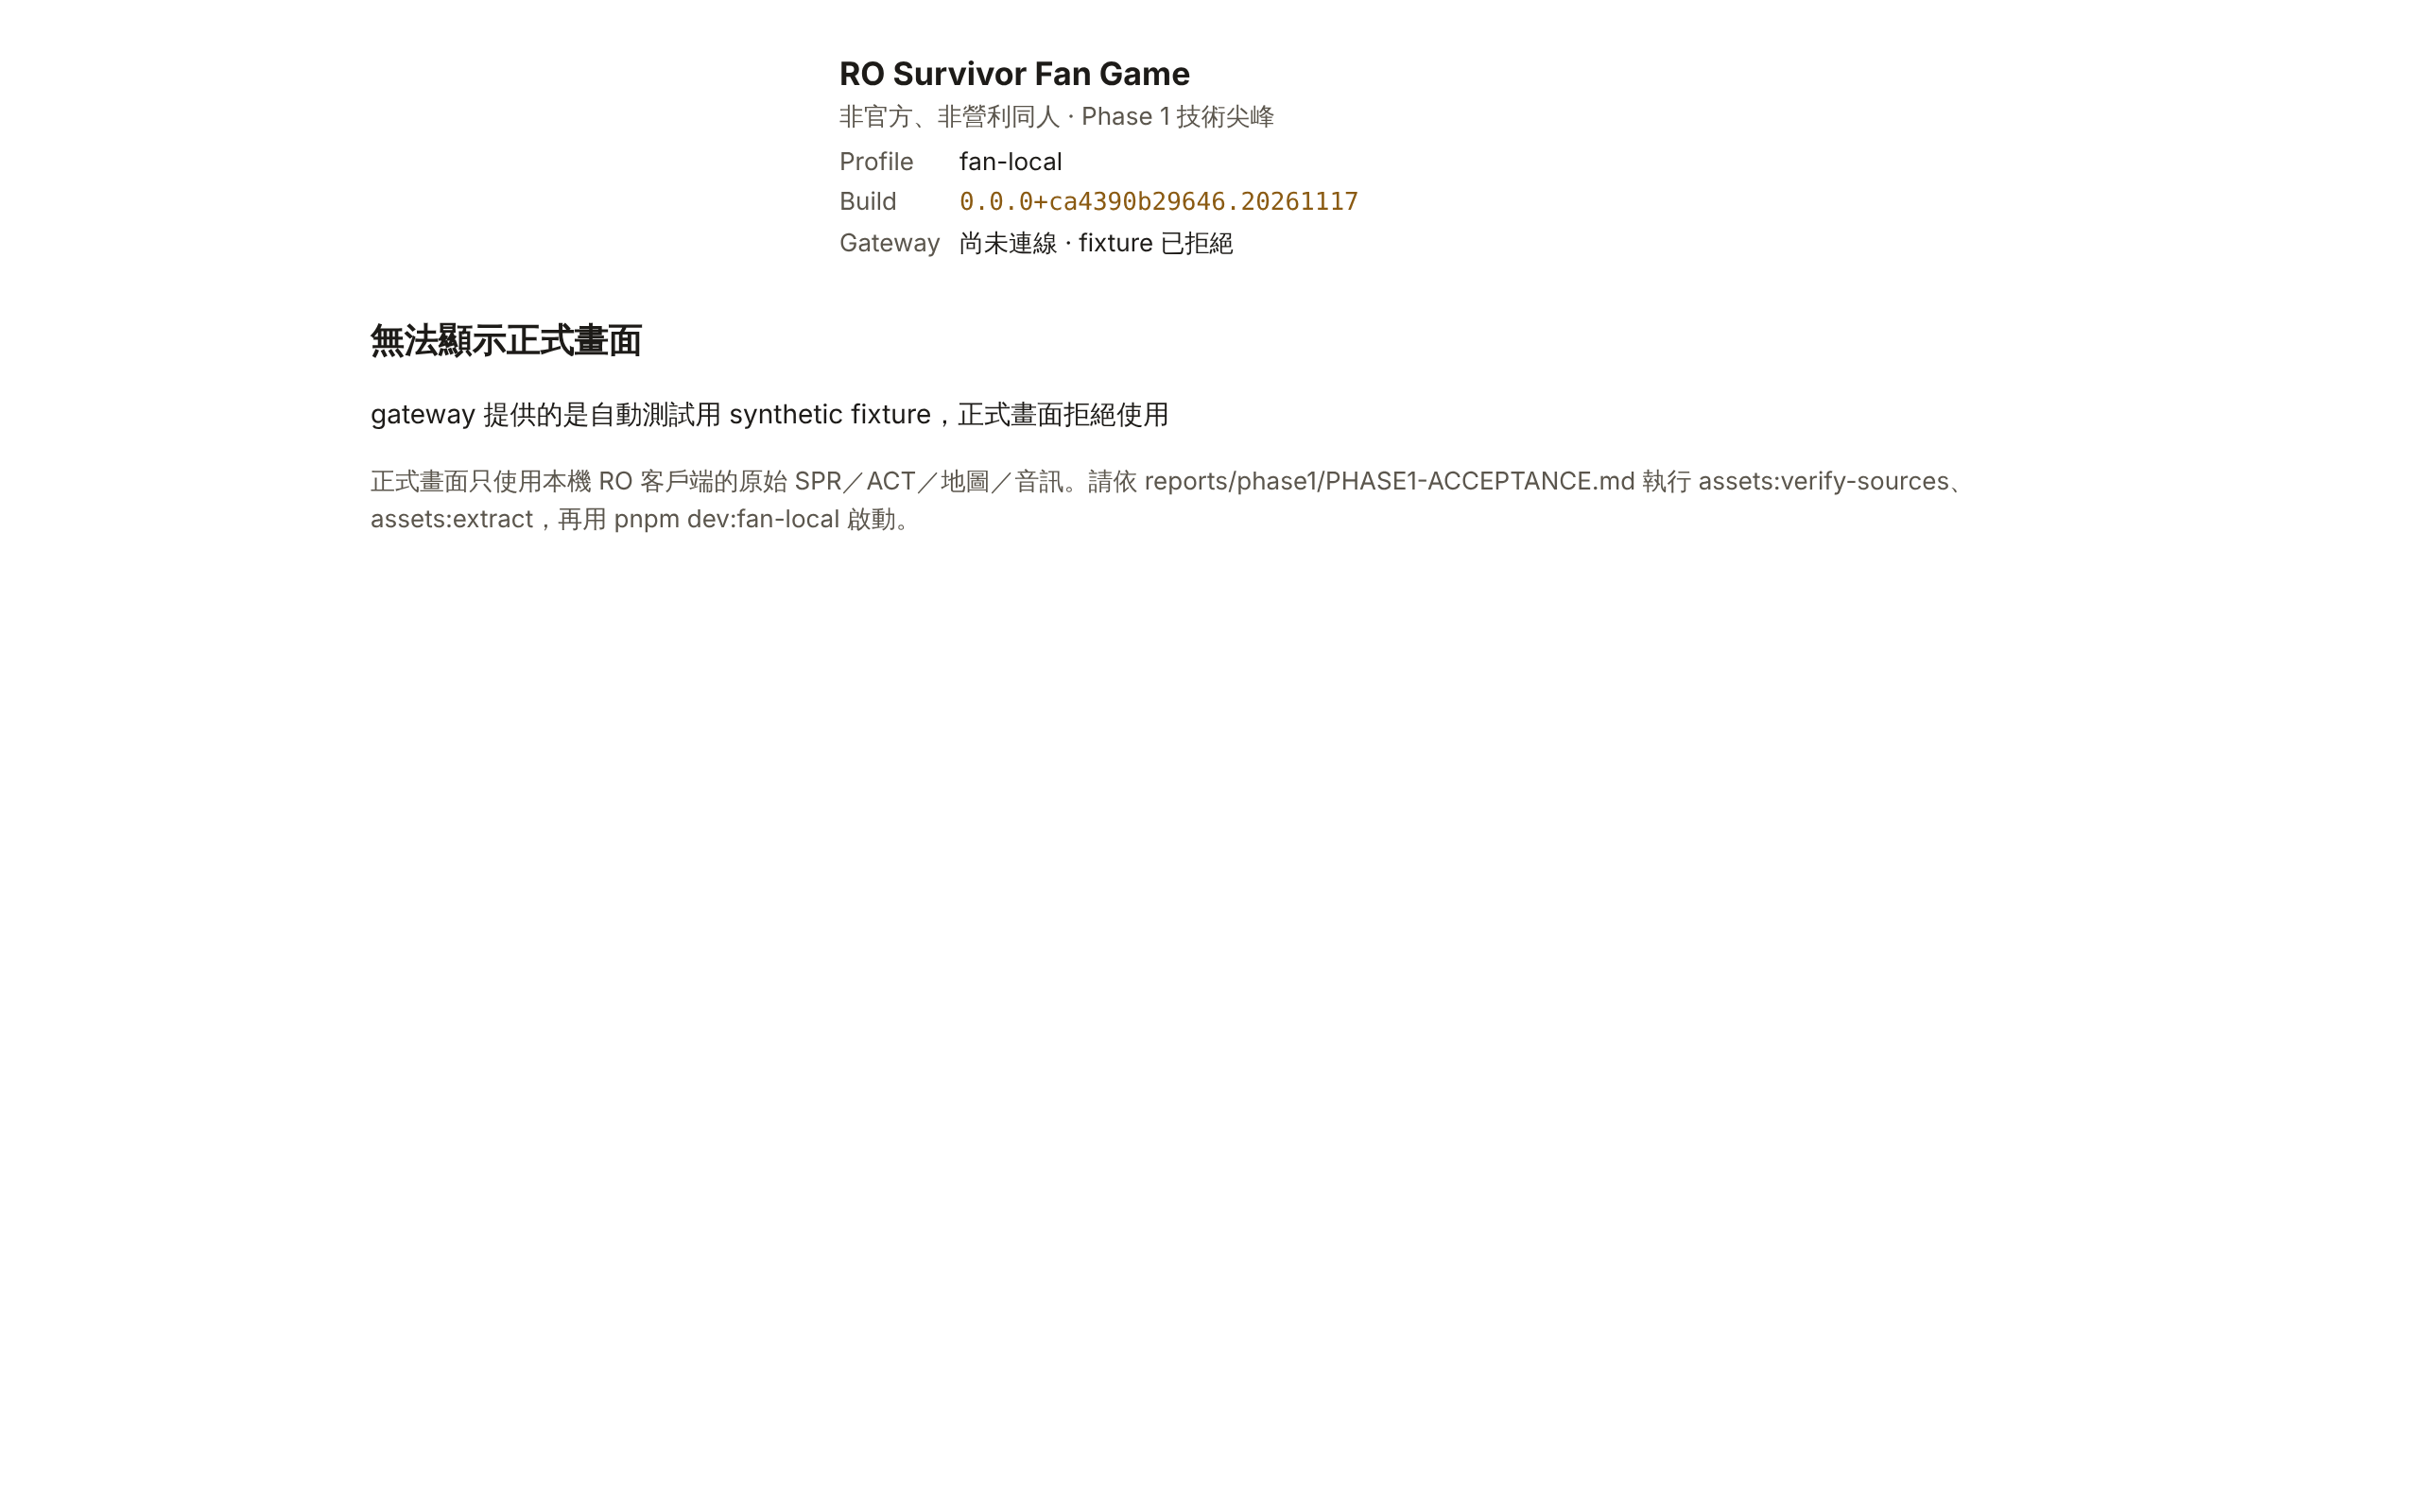 RO Survivor Fan Game
非官方、非營利同人 · Phase 1 技術尖峰
Profile fan-local
Build 0.0.0+ca4390b29646.20261117
Gateway 尚未連線 · fixture 已拒絕
無法顯示正式畫面
gateway 提供的是自動測試用 synthetic fixture，正式畫面拒絕使用
正式畫面只使用本機 RO 客戶端的原始 SPR／ACT／地圖／音訊。請依 reports/phase1/PHASE1-ACCEPTANCE.md 執行 assets:verify-sources、
assets:extract，再用 pnpm dev:fan-local 啟動。